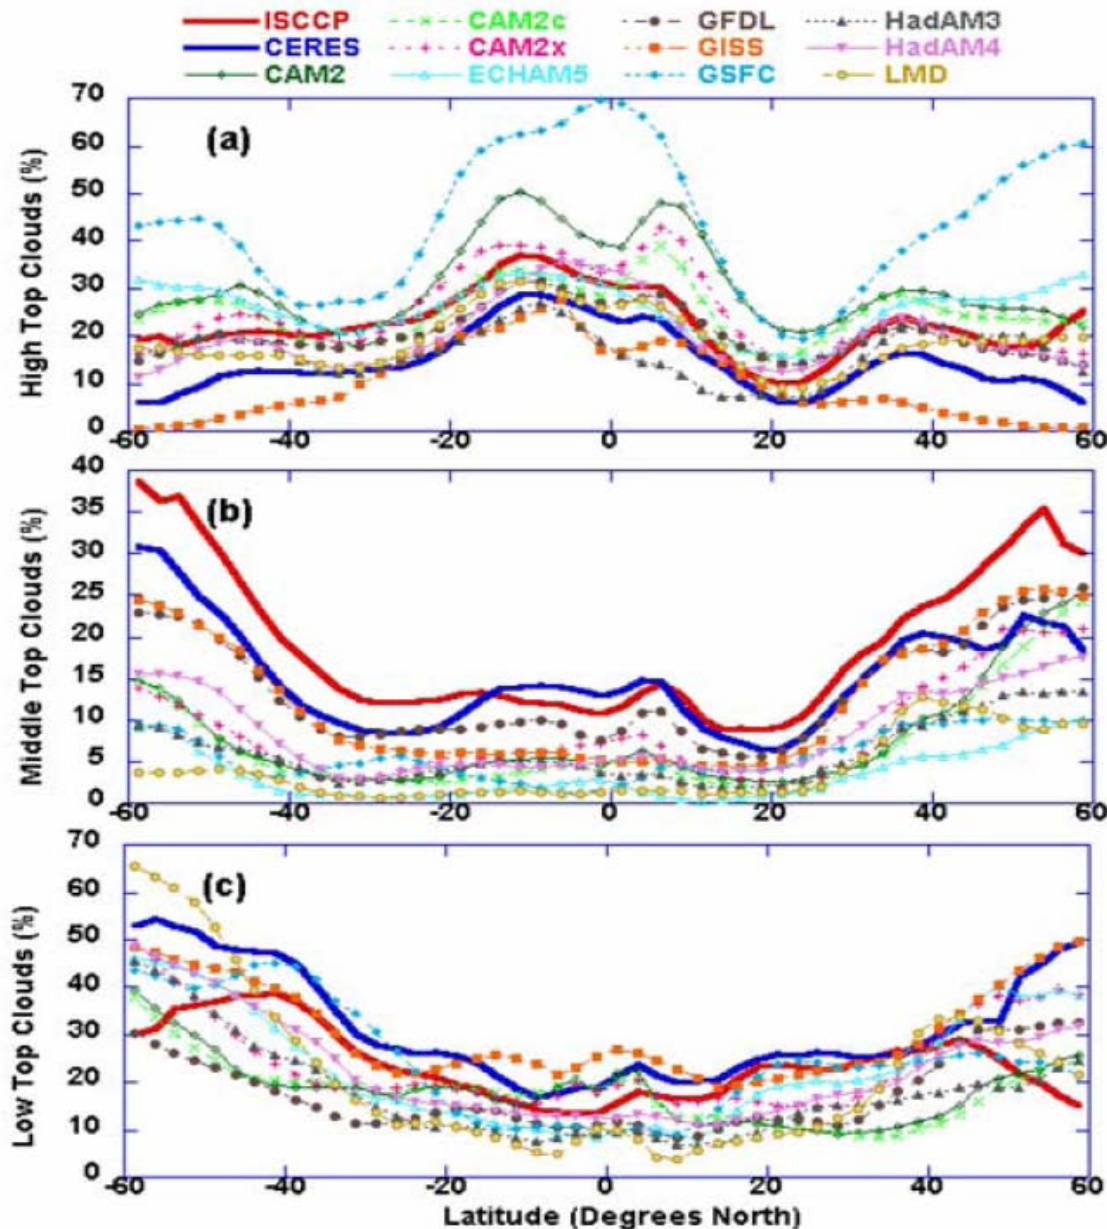 ISCCP CAM2c GFDL HadAM3
CERES CAM2x GISS HadAM4
CAM2 ECHAM5 GSFC LMD
(a)
High Top Clouds (%)
70
60
50
40
30
20
10
0
-60 -40 -20 0 20 40 60
(b)
Middle Top Clouds (%)
40
35
30
25
20
15
10
5
0
-60 -40 -20 0 20 40 60
(c)
Low Top Clouds (%)
70
60
50
40
30
20
10
0
-60 -40 -20 0 20 40 60
Latitude (Degrees North)